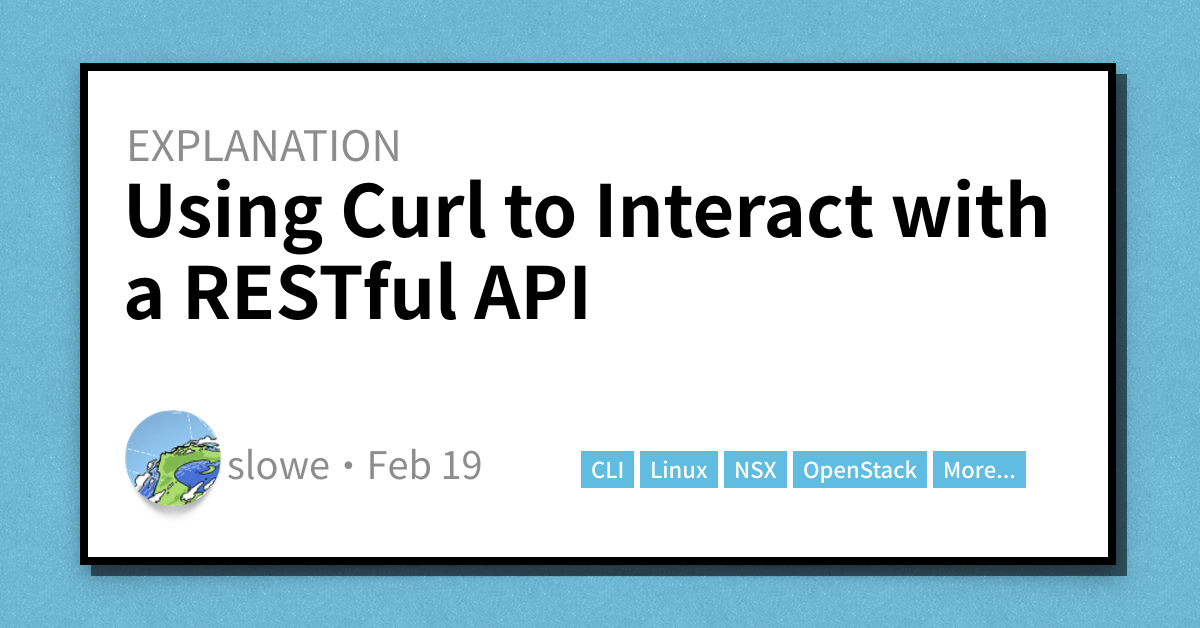 EXPLANATION
Using Curl to Interact with
a RESTful API
slowe • Feb 19
CLI Linux NSX OpenStack More...